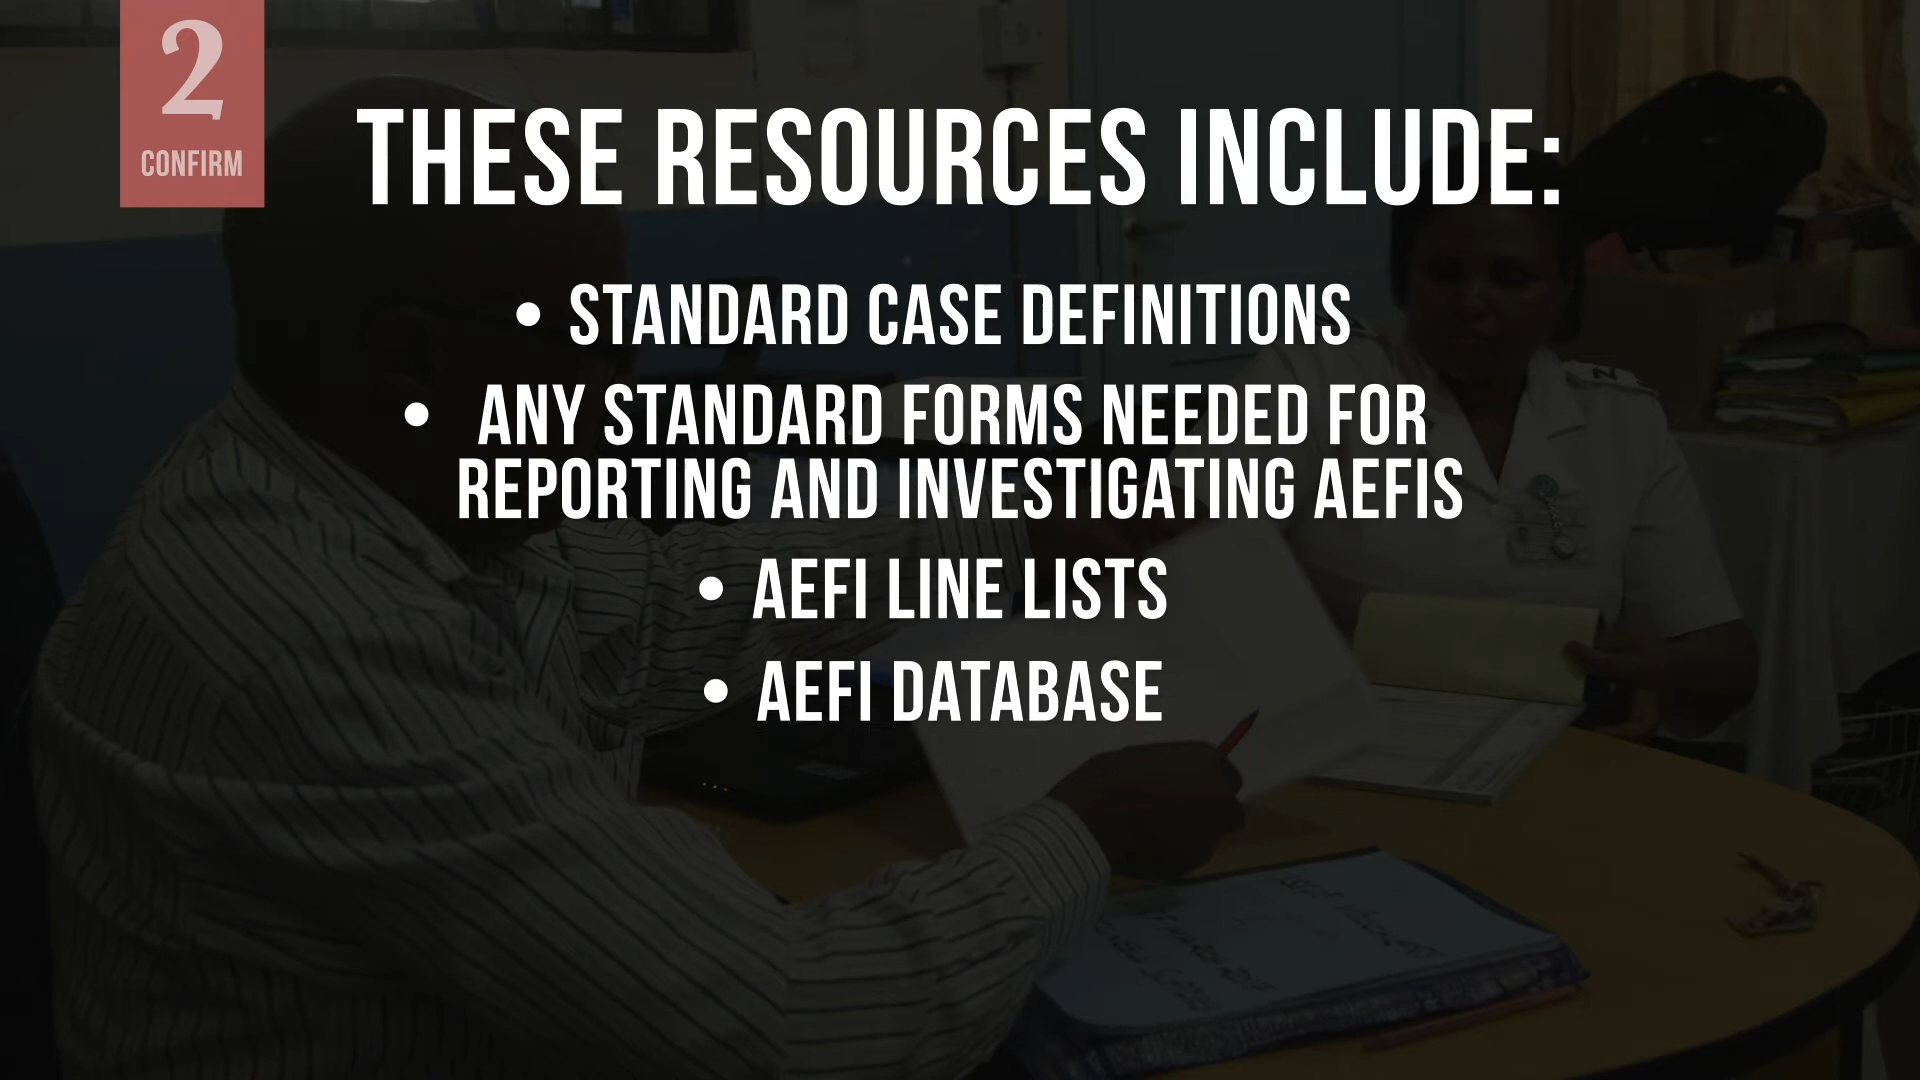 2
CONFIRM
THESE RESOURCES INCLUDE:
• STANDARD CASE DEFINITIONS
• ANY STANDARD FORMS NEEDED FOR
REPORTING AND INVESTIGATING AEFIS
• AEFI LINE LISTS
• AEFI DATABASE